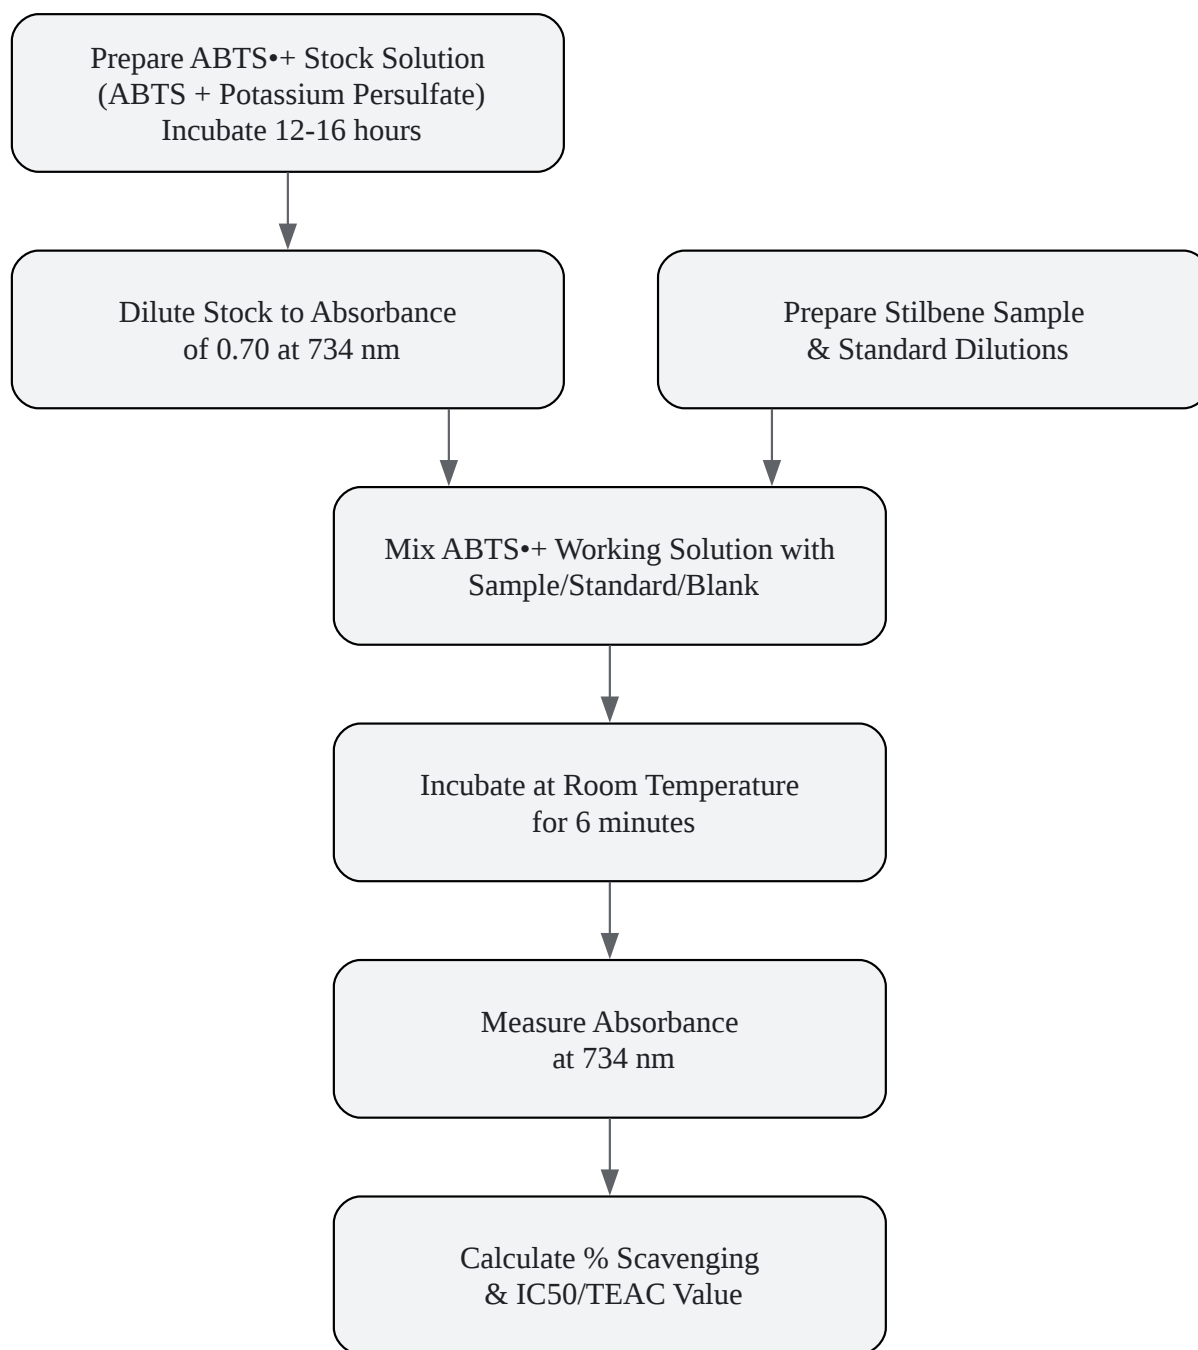 Prepare ABTS•+ Stock Solution
(ABTS + Potassium Persulfate)
Incubate 12-16 hours
Dilute Stock to Absorbance
of 0.70 at 734 nm
Prepare Stilbene Sample
& Standard Dilutions
Mix ABTS•+ Working Solution with
Sample/Standard/Blank
Incubate at Room Temperature
for 6 minutes
Measure Absorbance
at 734 nm
Calculate % Scavenging
& IC50/TEAC Value